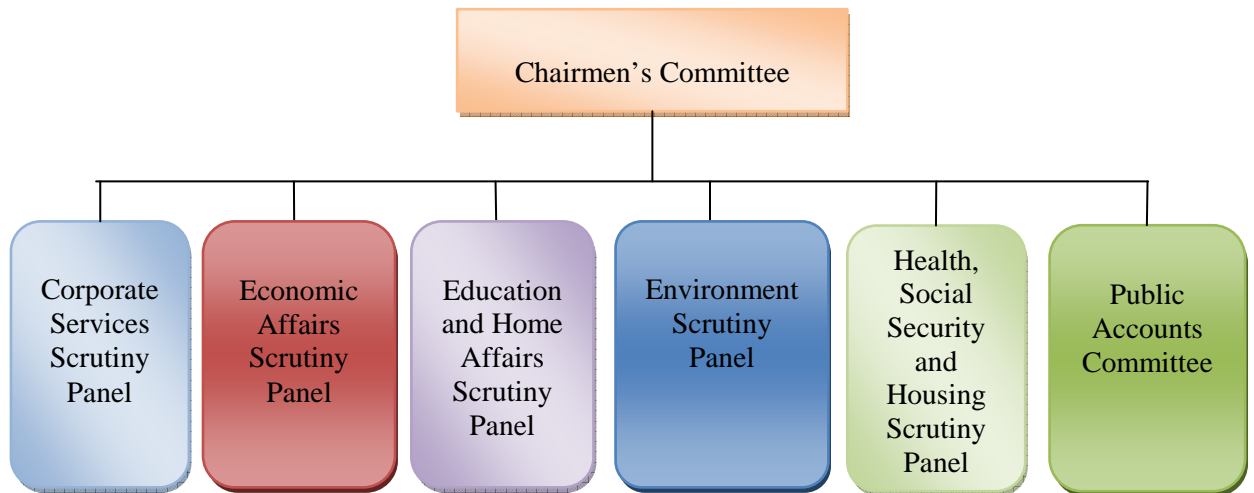 Chairmen’s Committee
Corporate
Services
Scrutiny
Panel
Economic
Affairs
Scrutiny
Panel
Education
and Home
Affairs
Scrutiny
Panel
Environment
Scrutiny
Panel
Health,
Social
Security
and
Housing
Scrutiny
Panel
Public
Accounts
Committee